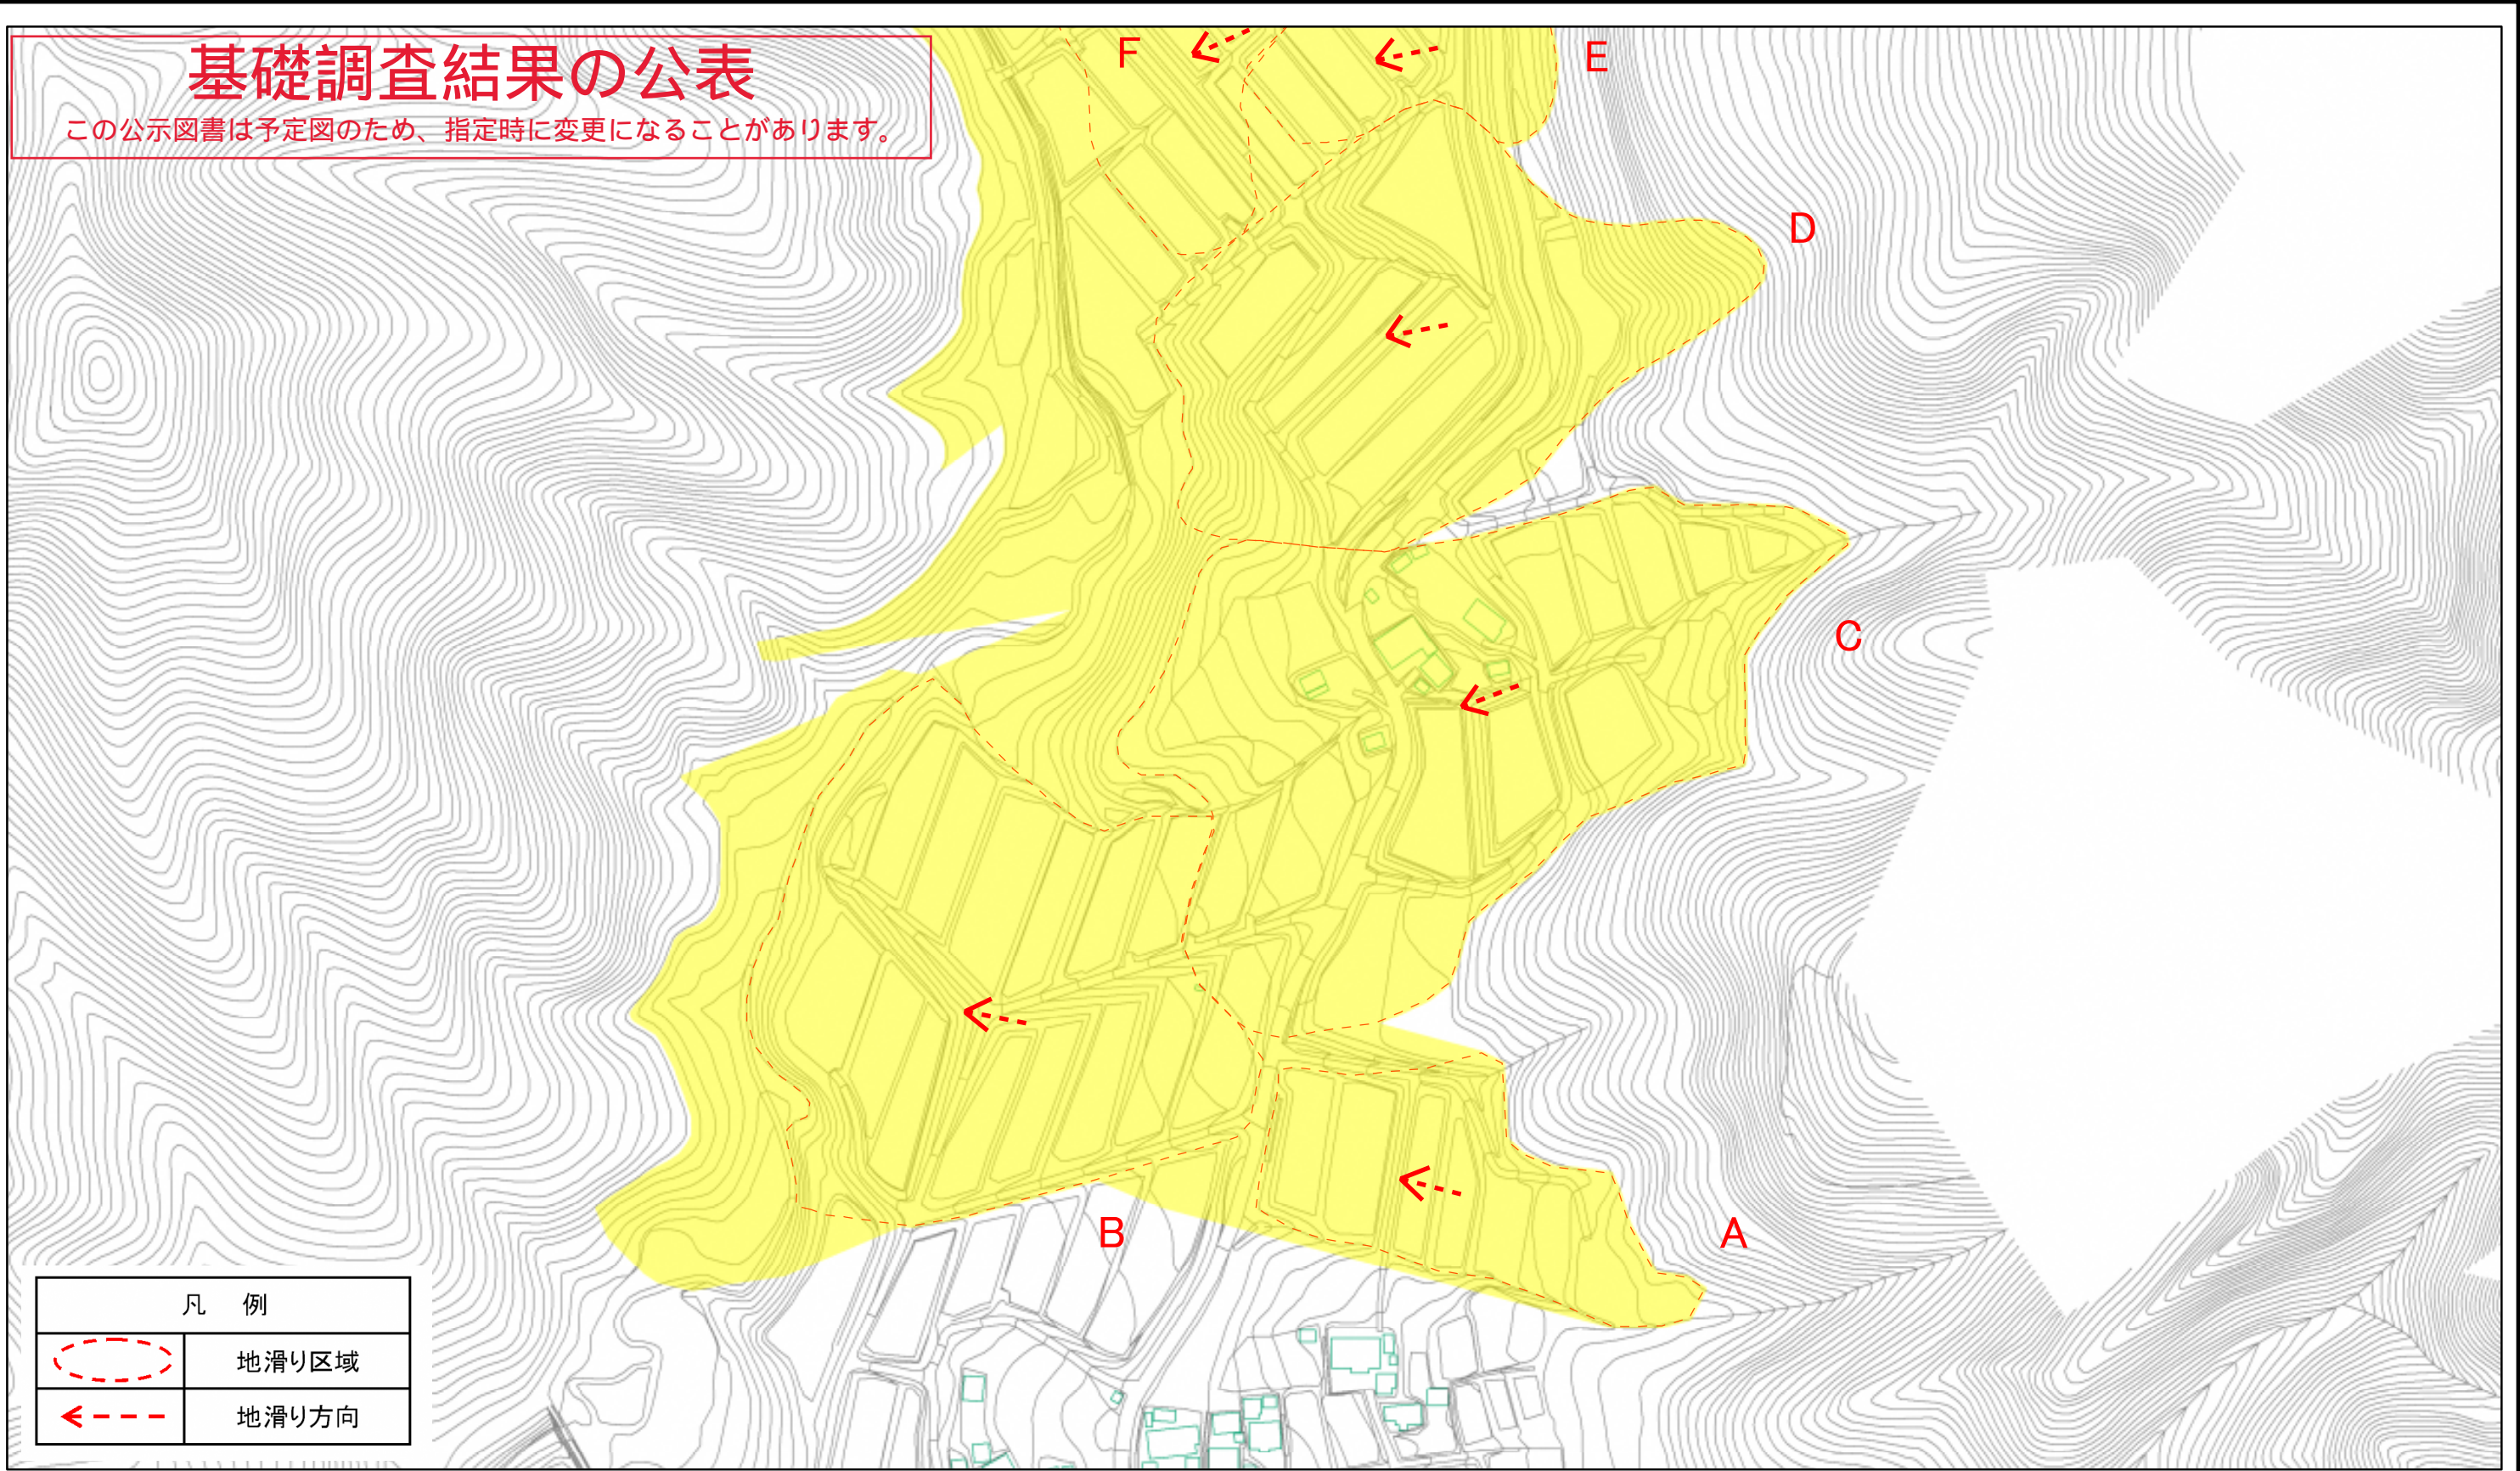 基礎調査結果の公表
この公示図書は予定図のため、指定時に変更になることがあります。
F
E
D
C
B
A
凡 例
地滑り区域
地滑り方向